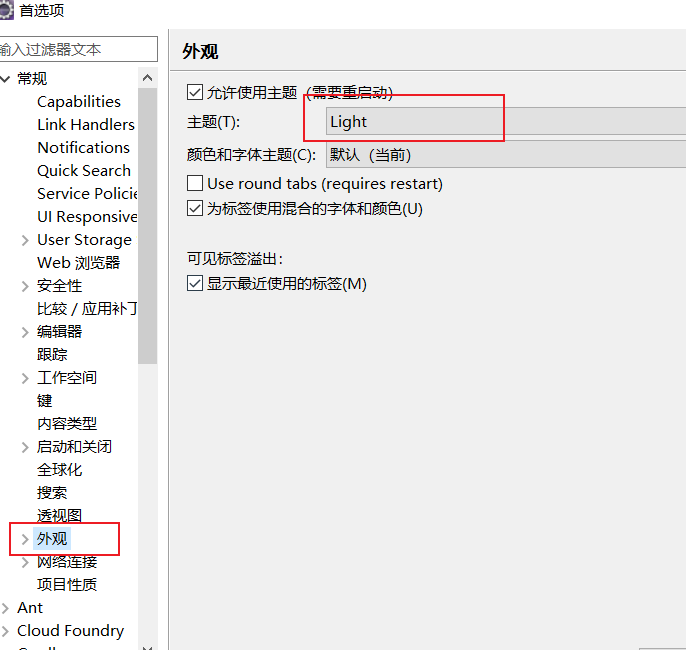 首选项
输入过滤器文本
常规
Capabilities
Link Handlers
Notifications
Quick Search
Service Policie
UI Responsive
User Storage
Web 浏览器
安全性
比较 / 应用补丁
编辑器
跟踪
工作空间
键
内容类型
启动和关闭
全球化
搜索
透视图
外观
网络连接
项目性质
Ant
Cloud Foundry
外观
允许使用主题（需要重启动）
主题(T):
Light
颜色和字体主题(C):
默认（当前）
Use round tabs (requires restart)
为标签使用混合的字体和颜色(U)
可见标签溢出:
显示最近使用的标签(M)